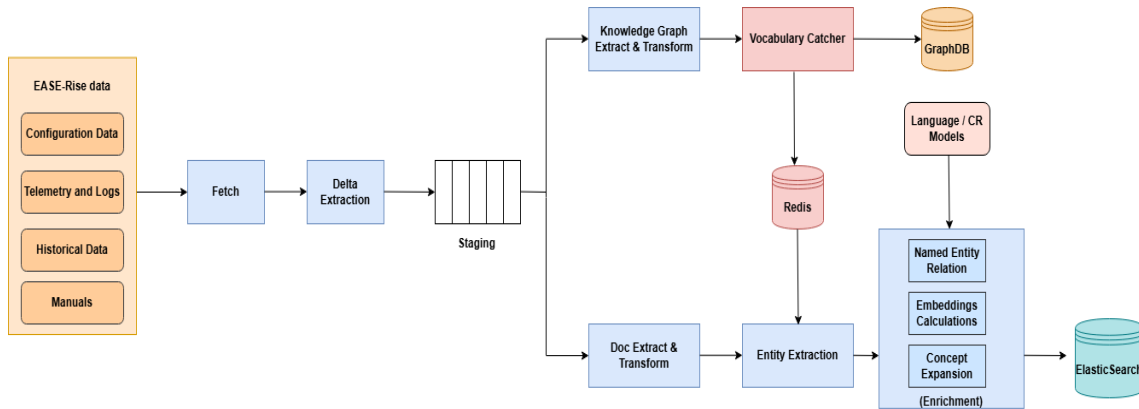 EASE-Rise data
Configuration Data
Telemetry and Logs
Historical Data
Manuals
Fetch
Delta
Extraction
Staging
Knowledge Graph
Extract & Transform
Vocabulary Catcher
GraphDB
Redis
Language / CR
Models
Doc Extract &
Transform
Entity Extraction
Named Entity
Relation
Embeddings
Calculations
Concept
Expansion
(Enrichment)
ElasticSearch